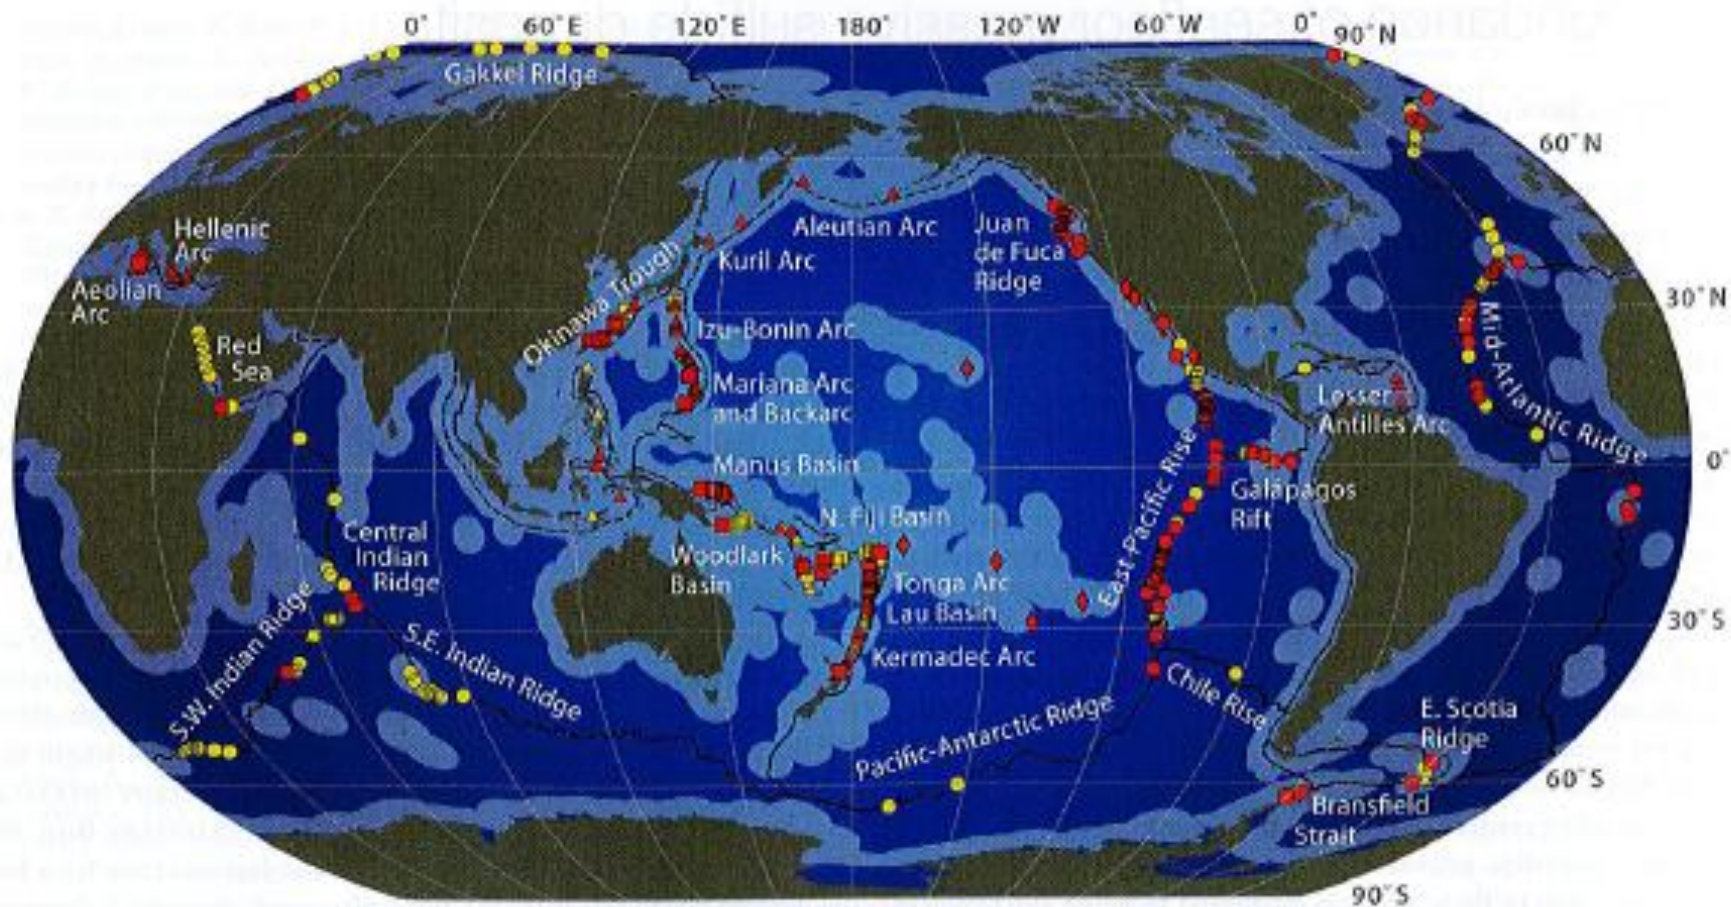 0°
60°E
120°E
180°
120°W
60°W
0°
90°N
Gakkel Ridge
60°N
Hellenic
Arc
Aeolian
Arc
Aleutian Arc
Juan
de Fuca
Ridge
Kuril Arc
Okinawa Trough
30°N
Izu-Bonin Arc
Red
Sea
Mariana Arc
and Backarc
Lesser
Antilles Arc
Mid-Atlantic Ridge
Manus Basin
0°
Galápagos
Rift
East Pacific Rise
N. Fiji Basin
Central
Indian
Ridge
Woodlark
Basin
Tonga Arc
Lau Basin
30°S
S.W. Indian Ridge
S.E. Indian Ridge
Kermadec Arc
Chile Rise
Pacific-Antarctic Ridge
E. Scotia
Ridge
60°S
Bransfield
Strait
90°S